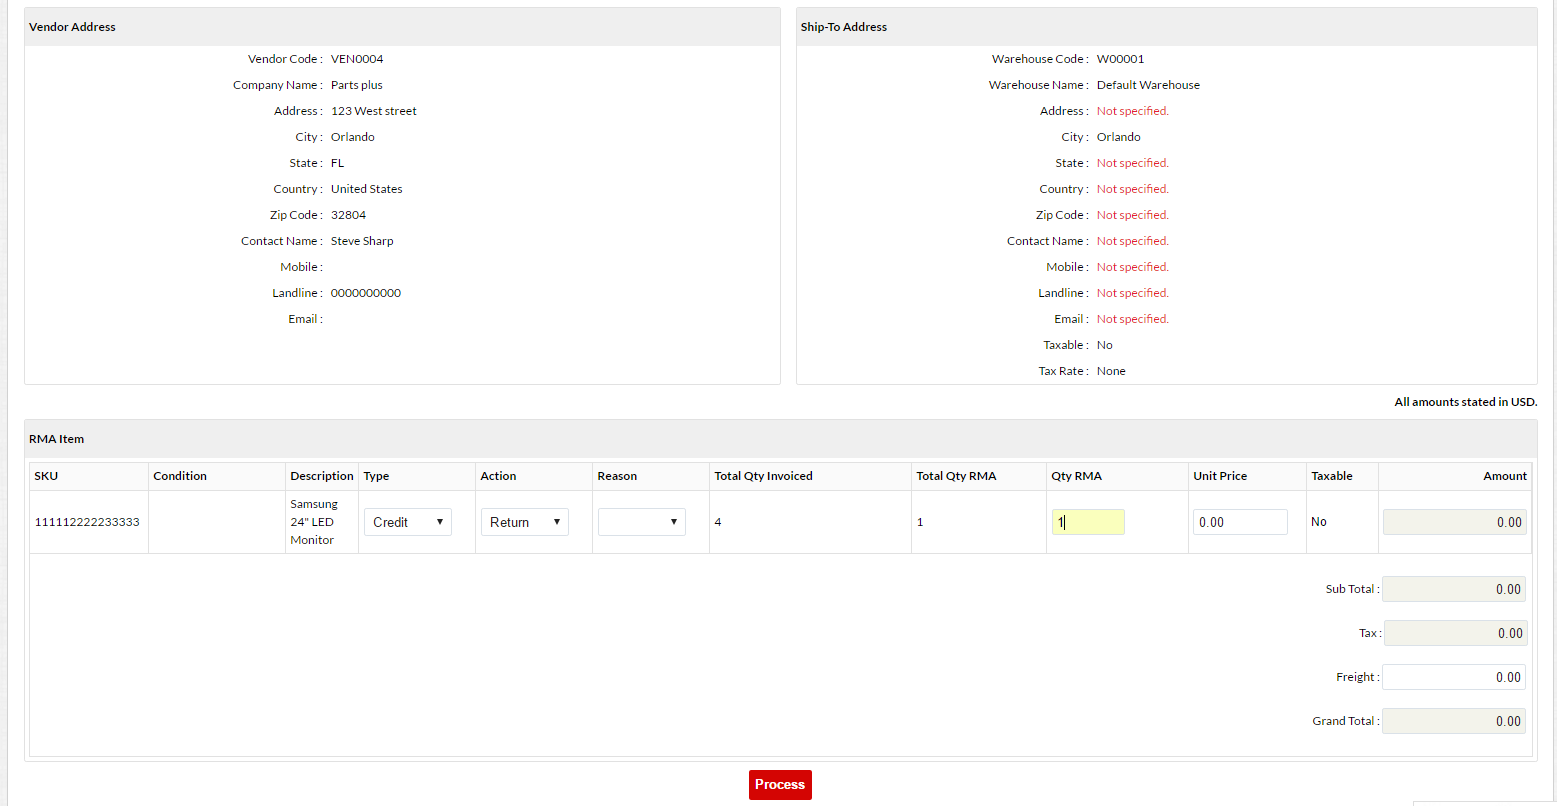 Vendor Address
Vendor Code : VEN0004
Company Name : Parts plus
Address : 123 West street
City : Orlando
State : FL
Country : United States
Zip Code : 32804
Contact Name : Steve Sharp
Mobile :
Landline : 0000000000
Email :
Ship-To Address
Warehouse Code : W00001
Warehouse Name : Default Warehouse
Address : Not specified.
City : Orlando
State : Not specified.
Country : Not specified.
Zip Code : Not specified.
Contact Name : Not specified.
Mobile : Not specified.
Landline : Not specified.
Email : Not specified.
Taxable : No
Tax Rate : None
All amounts stated in USD.
RMA Item
SKU Condition Description Type Action Reason Total Qty Invoiced Total Qty RMA Qty RMA Unit Price Taxable Amount
111112222233333 Samsung 24" LED Monitor Credit Return 4 1 1 0.00 No 0.00
Sub Total : 0.00
Tax : 0.00
Freight : 0.00
Grand Total : 0.00
Process